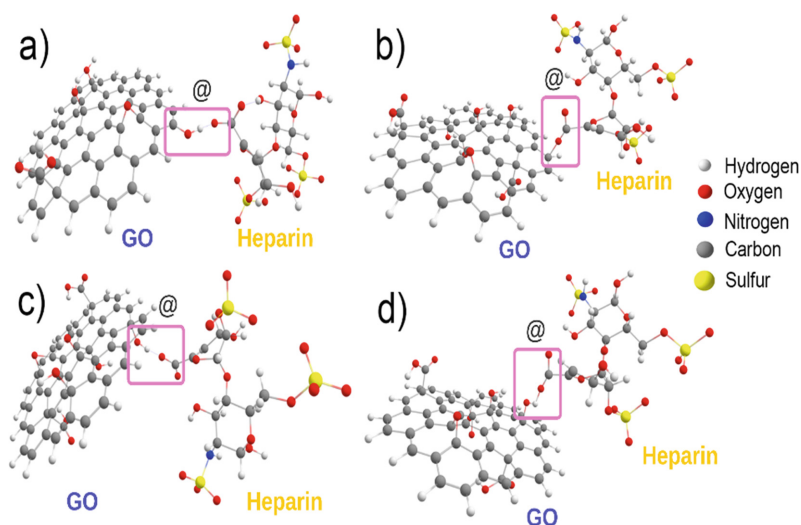 a)
@
GO
Heparin
b)
@
GO
Heparin
Hydrogen
Oxygen
Nitrogen
Carbon
Sulfur
c)
@
GO
Heparin
d)
@
GO
Heparin